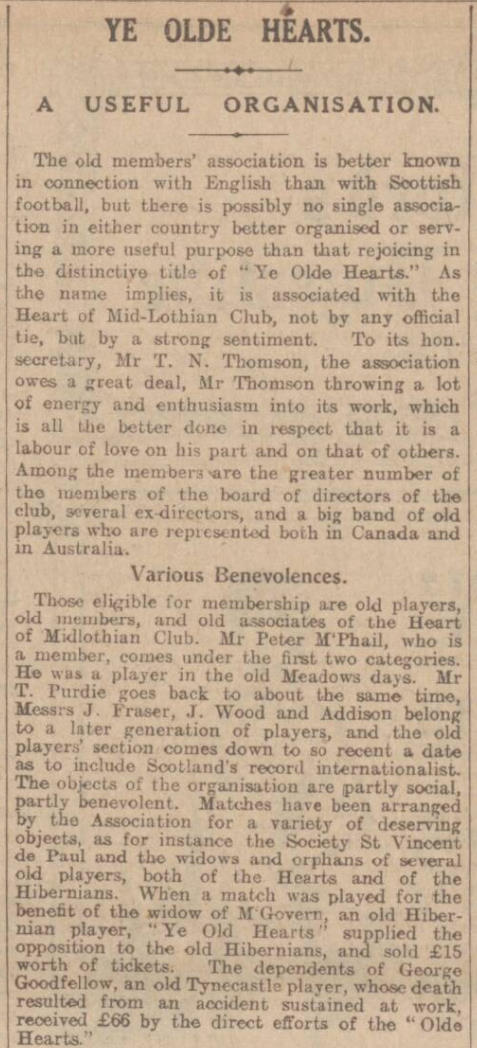 YE OLDE HEARTS.
A USEFUL ORGANISATION.
The old members' association is better known
in connection with English than with Scottish
football, but there is possibly no single associa-
tion in either country better organised or serv-
ing a more useful purpose than that rejoicing in
the distinctive title of "Ye Olde Hearts." As
the name implies, it is associated with the
Heart of Mid-Lothian Club, not by any official
tie, but by a strong sentiment. To its hon.
secretary, Mr T. N. Thomson, the association
owes a great deal, Mr Thomson throwing a lot
of energy and enthusiasm into its work, which
is all the better done in respect that it is a
labour of love on his part and on that of others.
Among the members are the greater number of
the members of the board of directors of the
club, several ex-directors, and a big band of old
players who are represented both in Canada and
in Australia.
Various Benevolences.
Those eligible for membership are old players,
old members, and old associates of the Heart
of Midlothian Club. Mr Peter M'Phail, who is
a member, comes under the first two categories.
He was a player in the old Meadows days. Mr
T. Purdie goes back to about the same time,
Messrs J. Fraser, J. Wood and Addison belong
to a later generation of players, and the old
players' section comes down to so recent a date
as to include Scotland's record internationalist.
The objects of the organisation are partly social,
partly benevolent. Matches have been arranged
by the Association for a variety of deserving
objects, as for instance the Society St Vincent
de Paul and the widows and orphans of several
old players, both of the Hearts and of the
Hibernians. When a match was played for the
benefit of the widow of M'Govern, an old Hiber-
nian player, "Ye Old Hearts" supplied the
opposition to the old Hibernians, and sold £15
worth of tickets. The dependents of George
Goodfellow, an old Tynecastle player, whose death
resulted from an accident sustained at work,
received £66 by the direct efforts of the "Olde
Hearts."